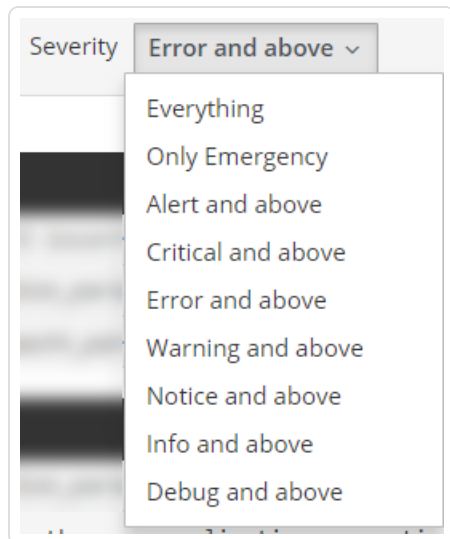 Severity Error and above
Everything
Only Emergency
Alert and above
Critical and above
Error and above
Warning and above
Notice and above
Info and above
Debug and above